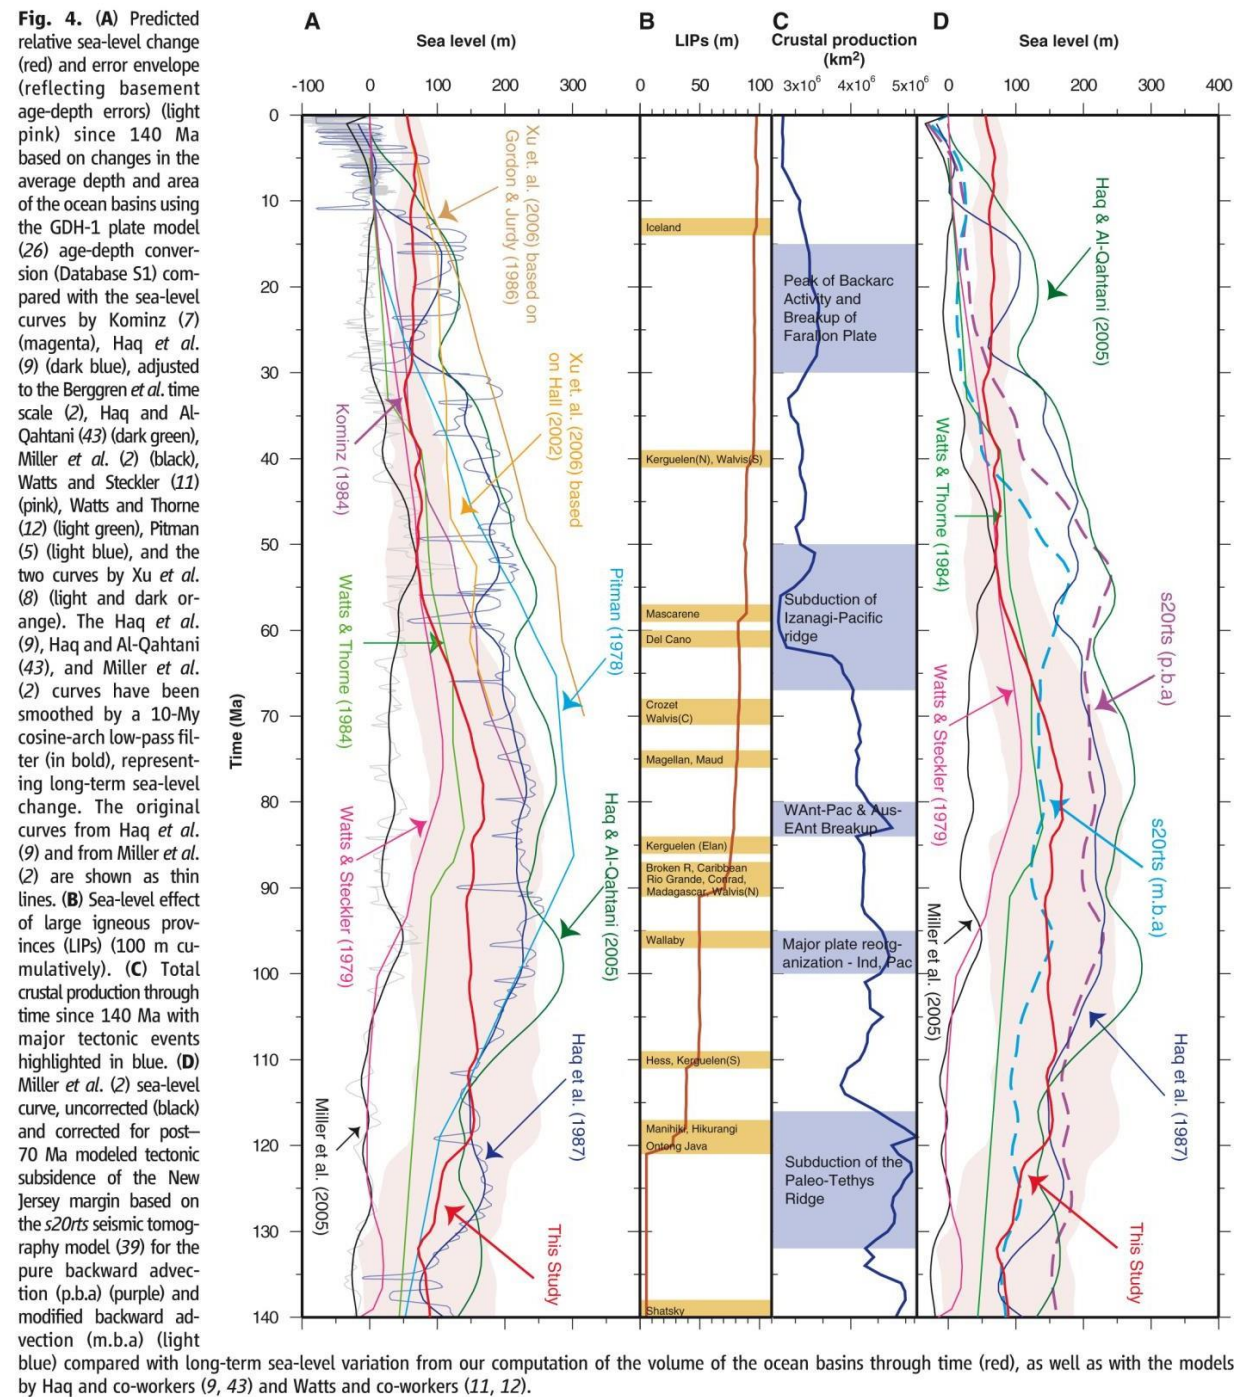 Fig. 4. (A) Predicted
relative sea-level change
(red) and error envelope
(reflecting basement
age-depth errors) (light
pink) since 140 Ma
based on changes in the
average depth and area
of the ocean basins using
the GDH-1 plate model
(26) age-depth conver-
sion (Database S1) com-
pared with the sea-level
curves by Kominz (7)
(magenta), Haq et al.
(9) (dark blue), adjusted
to the Berggren et al. time
scale (2), Haq and Al-
Qahtani (43) (dark green),
Miller et al. (2) (black),
Watts and Steckler (11)
(pink), Watts and Thorne
(12) (light green), Pitman
(5) (light blue), and the
two curves by Xu et al.
(8) (light and dark or-
ange). The Haq et al.
(9), Haq and Al-Qahtani
(43), and Miller et al.
(2) curves have been
smoothed by a 10-My
cosine-arch low-pass fil-
ter (in bold), represent-
ing long-term sea-level
change. The original
curves from Haq et al.
(9) and from Miller et al.
(2) are shown as thin
lines. (B) Sea-level effect
of large igneous prov-
inces (LIPs) (100 m cu-
mulatively). (C) Total
crustal production through
time since 140 Ma with
major tectonic events
highlighted in blue. (D)
Miller et al. (2) sea-level
curve, uncorrected (black)
and corrected for post–
70 Ma modeled tectonic
subsidence of the New
Jersey margin based on
the s20rts seismic tomog-
raphy model (39) for the
pure backward advec-
tion (p.b.a) (purple) and
modified backward ad-
vection (m.b.a) (light
blue) compared with long-term sea-level variation from our computation of the volume of the ocean basins through time (red), as well as with the models
by Haq and co-workers (9, 43) and Watts and co-workers (11, 12).
A
Sea level (m)
-100 0 100 200 300
Time (Ma)
0
10
20
30
40
50
60
70
80
90
100
110
120
130
140
Xu et. al. (2006) based on
Gordon & Jurdy (1986)
Xu et. al. (2006) based
on Hall (2002)
Kominz (1984)
Watts & Thorne (1984)
Pitman (1978)
Watts & Steckler (1979)
Haq & Al-Qahtani (2005)
Haq et al. (1987)
Miller et al. (2005)
This Study
B
LIPs (m)
0 50 100
Iceland
Kerguelen(N), Walvis(S)
Mascarene
Del Cano
Crozet
Walvis(C)
Magellan, Maud
Kerguelen (Elan)
Broken R, Caribbean
Rio Grande, Conrad,
Madagascar, Walvis(N)
Wallaby
Hess, Kerguelen(S)
Manihiki, Hikurangi
Ontong Java
Shatsky
C
Crustal production
(km²)
3x10⁶ 4x10⁶ 5x10⁶
Peak of Backarc
Activity and
Breakup of
Farallon Plate
Subduction of
Izanagi-Pacific
ridge
WAnt-Pac & Aus-
EAnt Breakup
Major plate reorg-
anization - Ind, Pac
Subduction of the
Paleo-Tethys
Ridge
D
Sea level (m)
0 100 200 300 400
Haq & Al-Qahtani (2005)
Watts & Thorne (1984)
s20rts (p.b.a)
Watts & Steckler (1979)
s20rts (m.b.a)
Miller et al. (2005)
Haq et al. (1987)
This Study